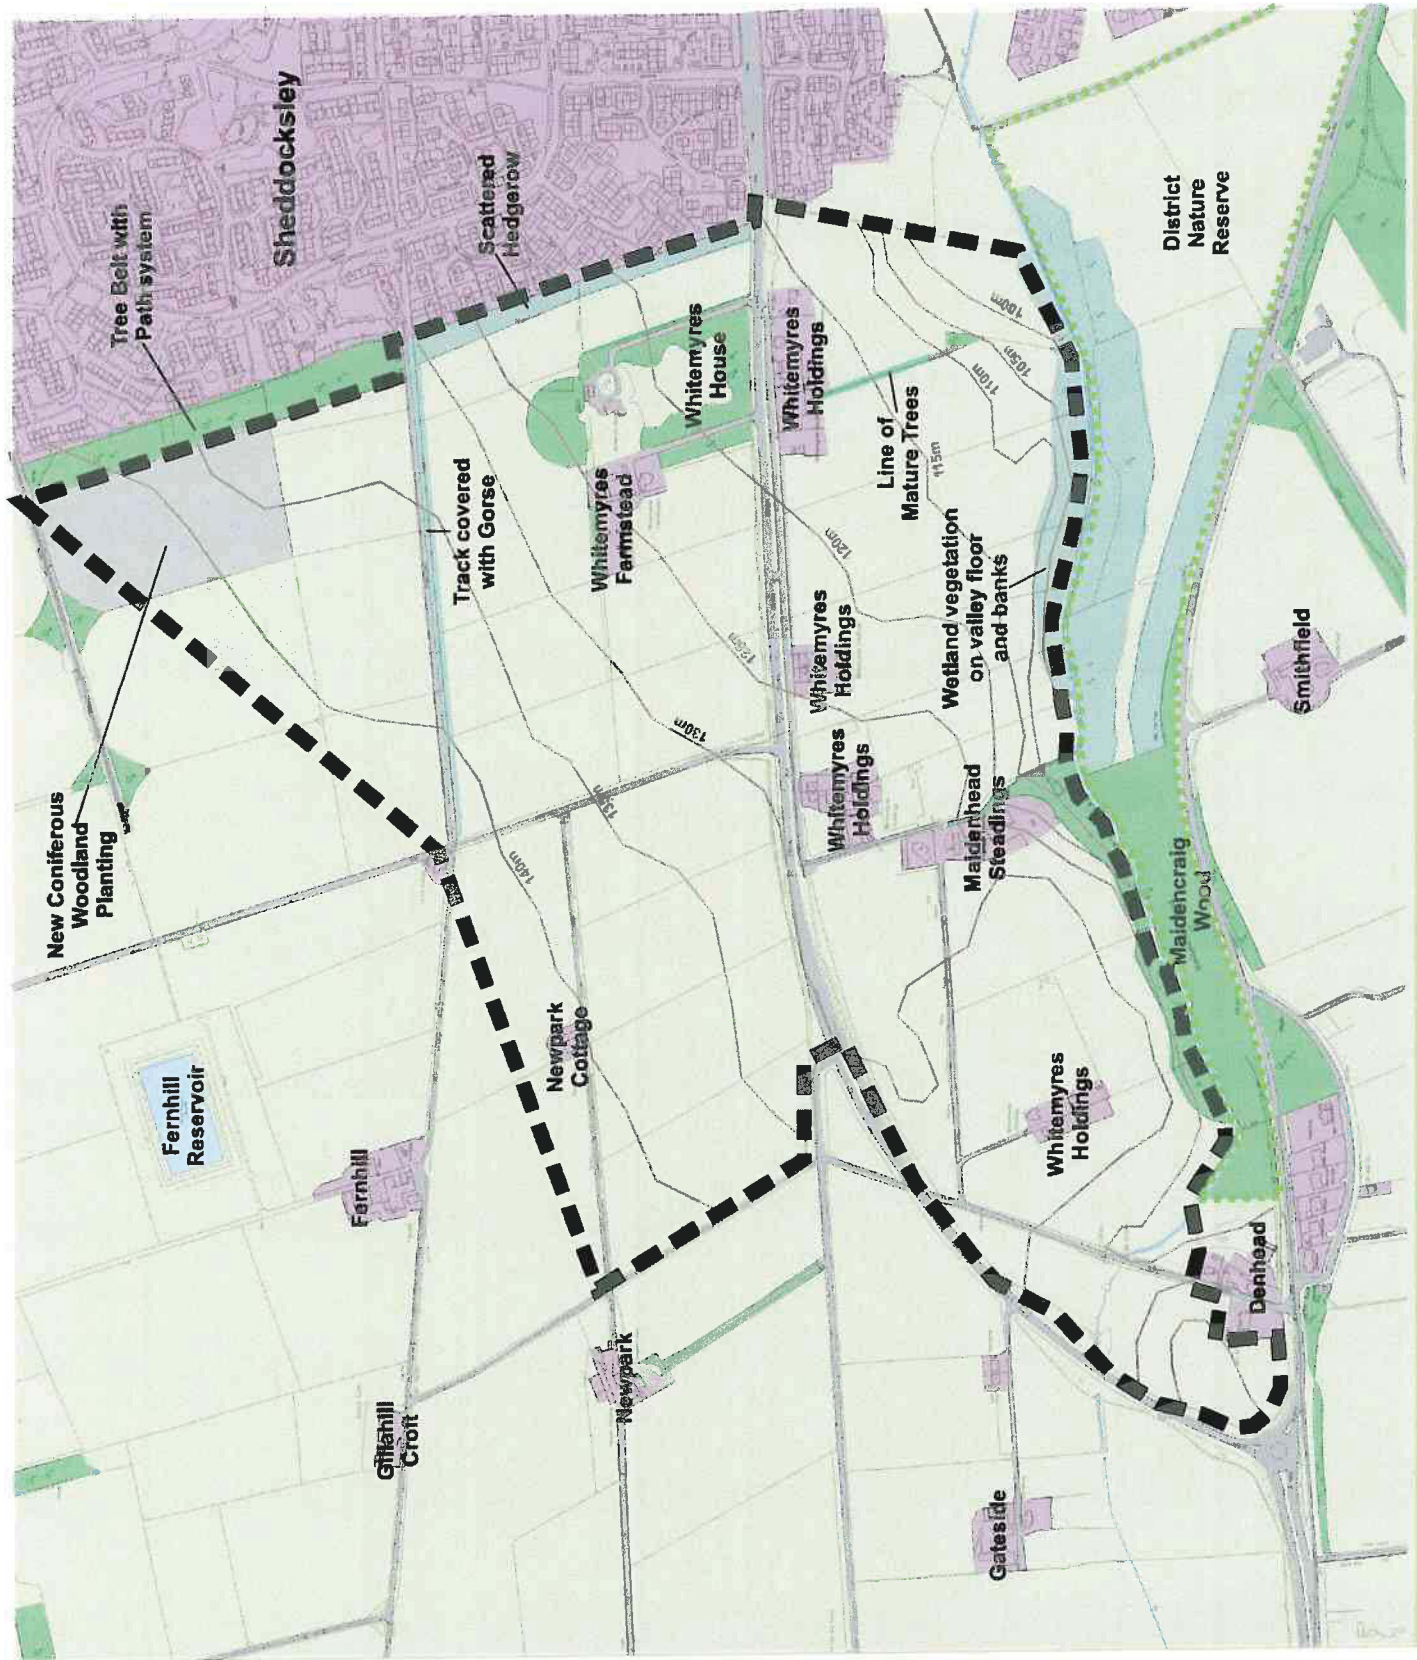 New Coniferous
Woodland
Planting
Tree Belt with
Path system
Fernhill
Reservoir
Sheddocksley
Fernhill
Gillahill
Croft
Track covered
with Gorse
Scattered
Hedgerow
140m
Newpark
Cottage
Whitemyres
Farmstead
135m
Newpark
130m
Whitemyres
House
125m
Whitemyres
Holdings
Whitemyres
Holdings
120m
Whitemyres
Holdings
Line of
Mature Trees
115m
Wetland vegetation
on valley floor
and banks
Maidenhead
Steadings
110m
105m
100m
Gateside
Whitemyres
Holdings
District
Nature
Reserve
Maidencraig
Wood
Denhead
Smithfield